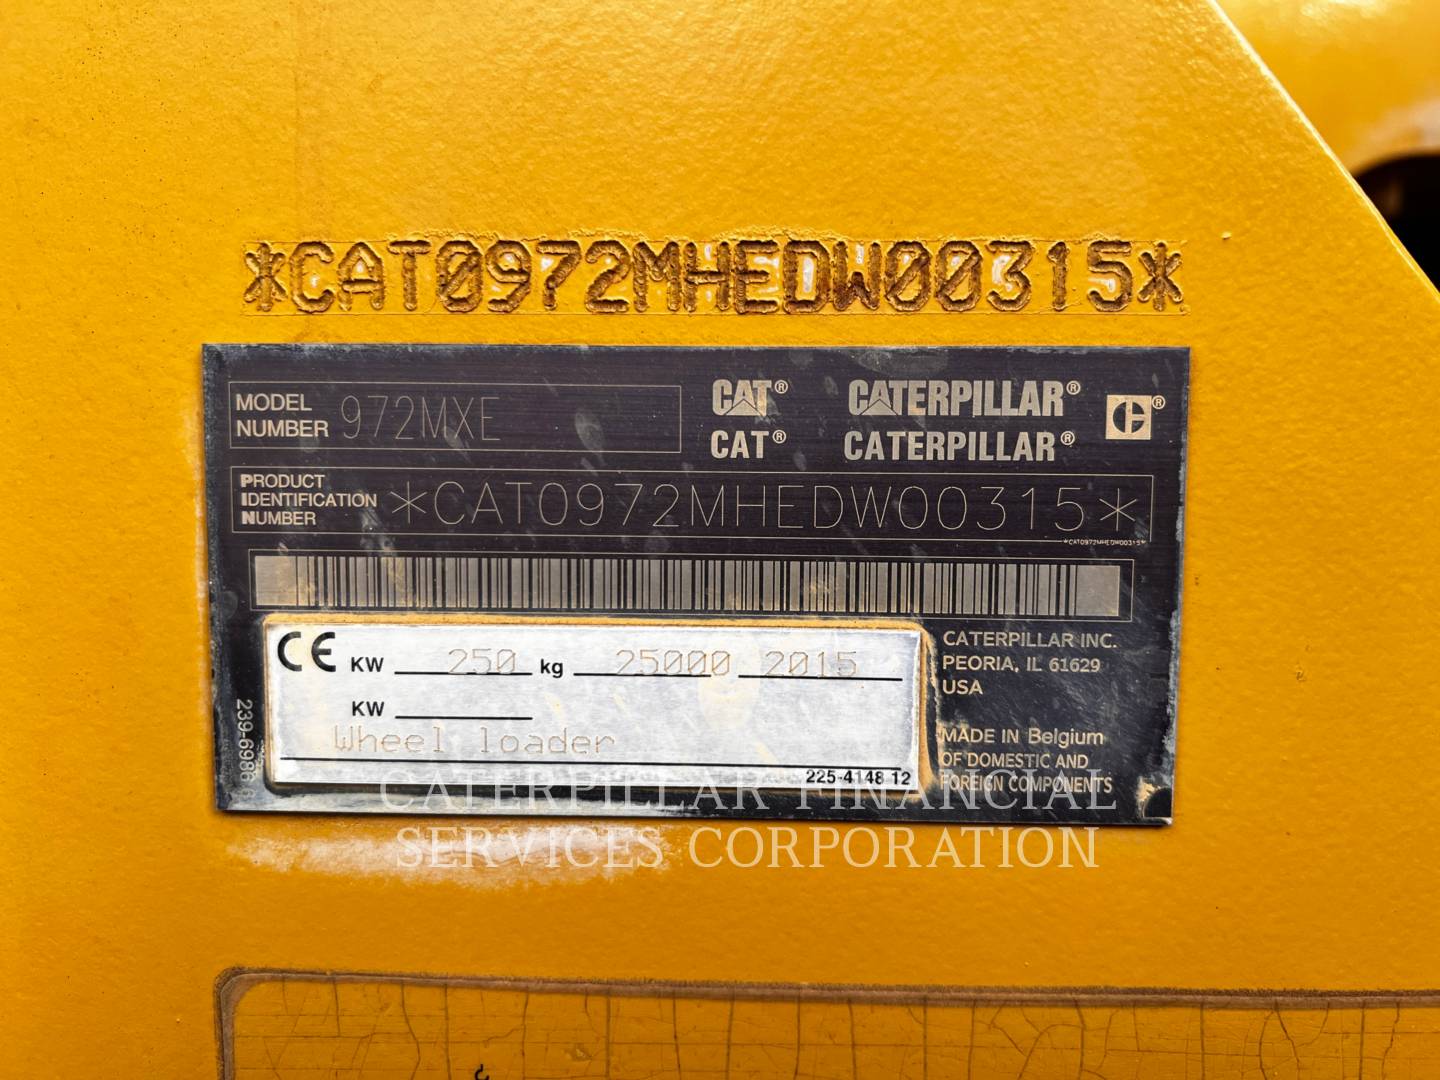 *CAT0972MHEDW00315*
MODEL NUMBER 972MXE
CAT® CATERPILLAR®
CAT® CATERPILLAR®
PRODUCT IDENTIFICATION NUMBER *CAT0972MHEDW00315*
*CAT0972MHEDW00315*
CE KW 250 kg 25000 2015
KW
Wheel loader
225-4148 12
CATERPILLAR INC.
PEORIA, IL 61629
USA
MADE IN Belgium
OF DOMESTIC AND
FOREIGN COMPONENTS
239-6986
CATERPILLAR FINANCIAL
SERVICES CORPORATION